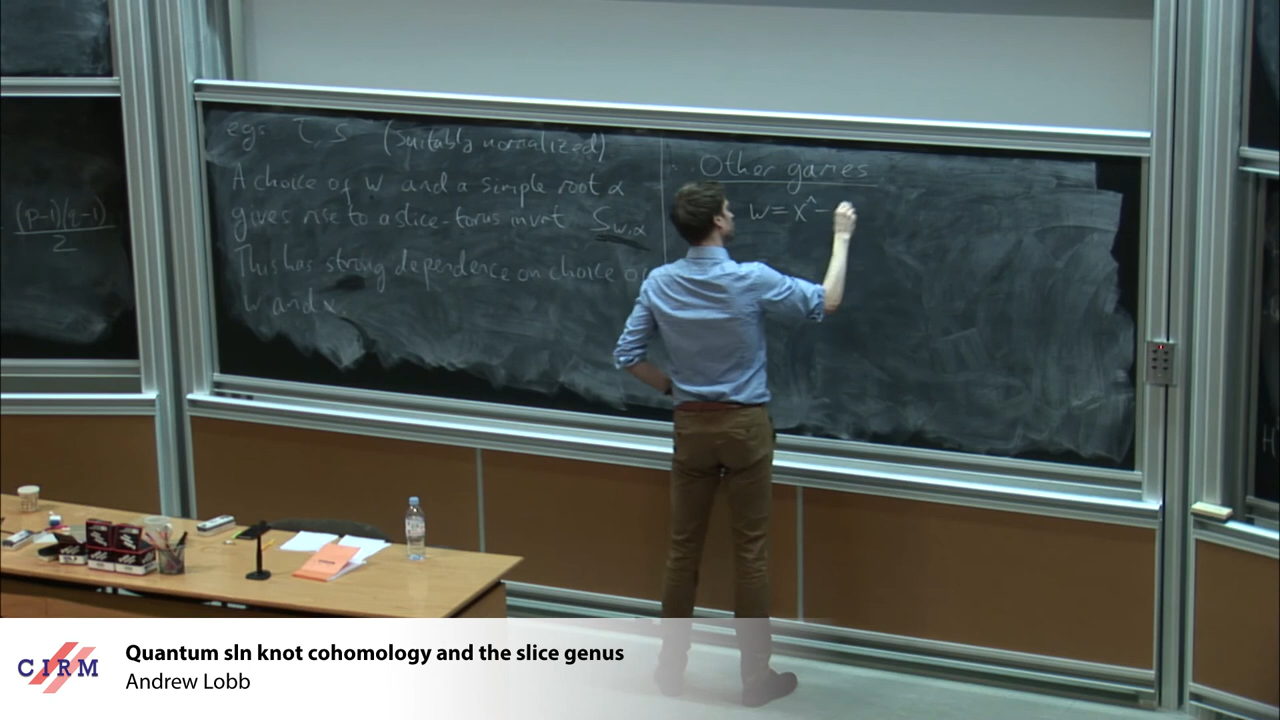 (p-1)(q-1)
2
egs τ, s (suitably normalized)
A choice of w and a simple root α
gives rise to a slice-torus invrt S_{w,α}
This has strong dependence on choice of
w and α
Other games
w = x^n -
CIRM
Quantum sln knot cohomology and the slice genus
Andrew Lobb